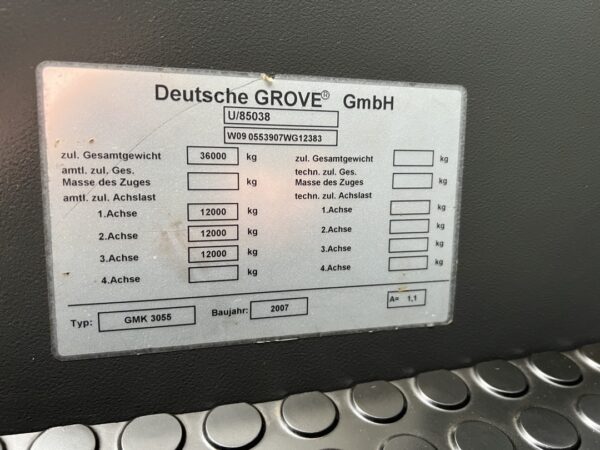 Deutsche GROVE® GmbH
U/85038
W09 0553907WG12383
zul. Gesamtgewicht 36000 kg zul. Gesamtgewicht kg
amtl. zul, Ges. techn. zul. Ges.
Masse des Zuges kg Masse des Zuges kg
amtl. zul. Achslast techn. zul. Achslast
1.Achse 12000 kg 1.Achse kg
2.Achse 12000 kg 2.Achse kg
3.Achse 12000 kg 3.Achse kg
4.Achse kg 4.Achse kg
Typ: GMK 3055 Baujahr: 2007 A= 1,1